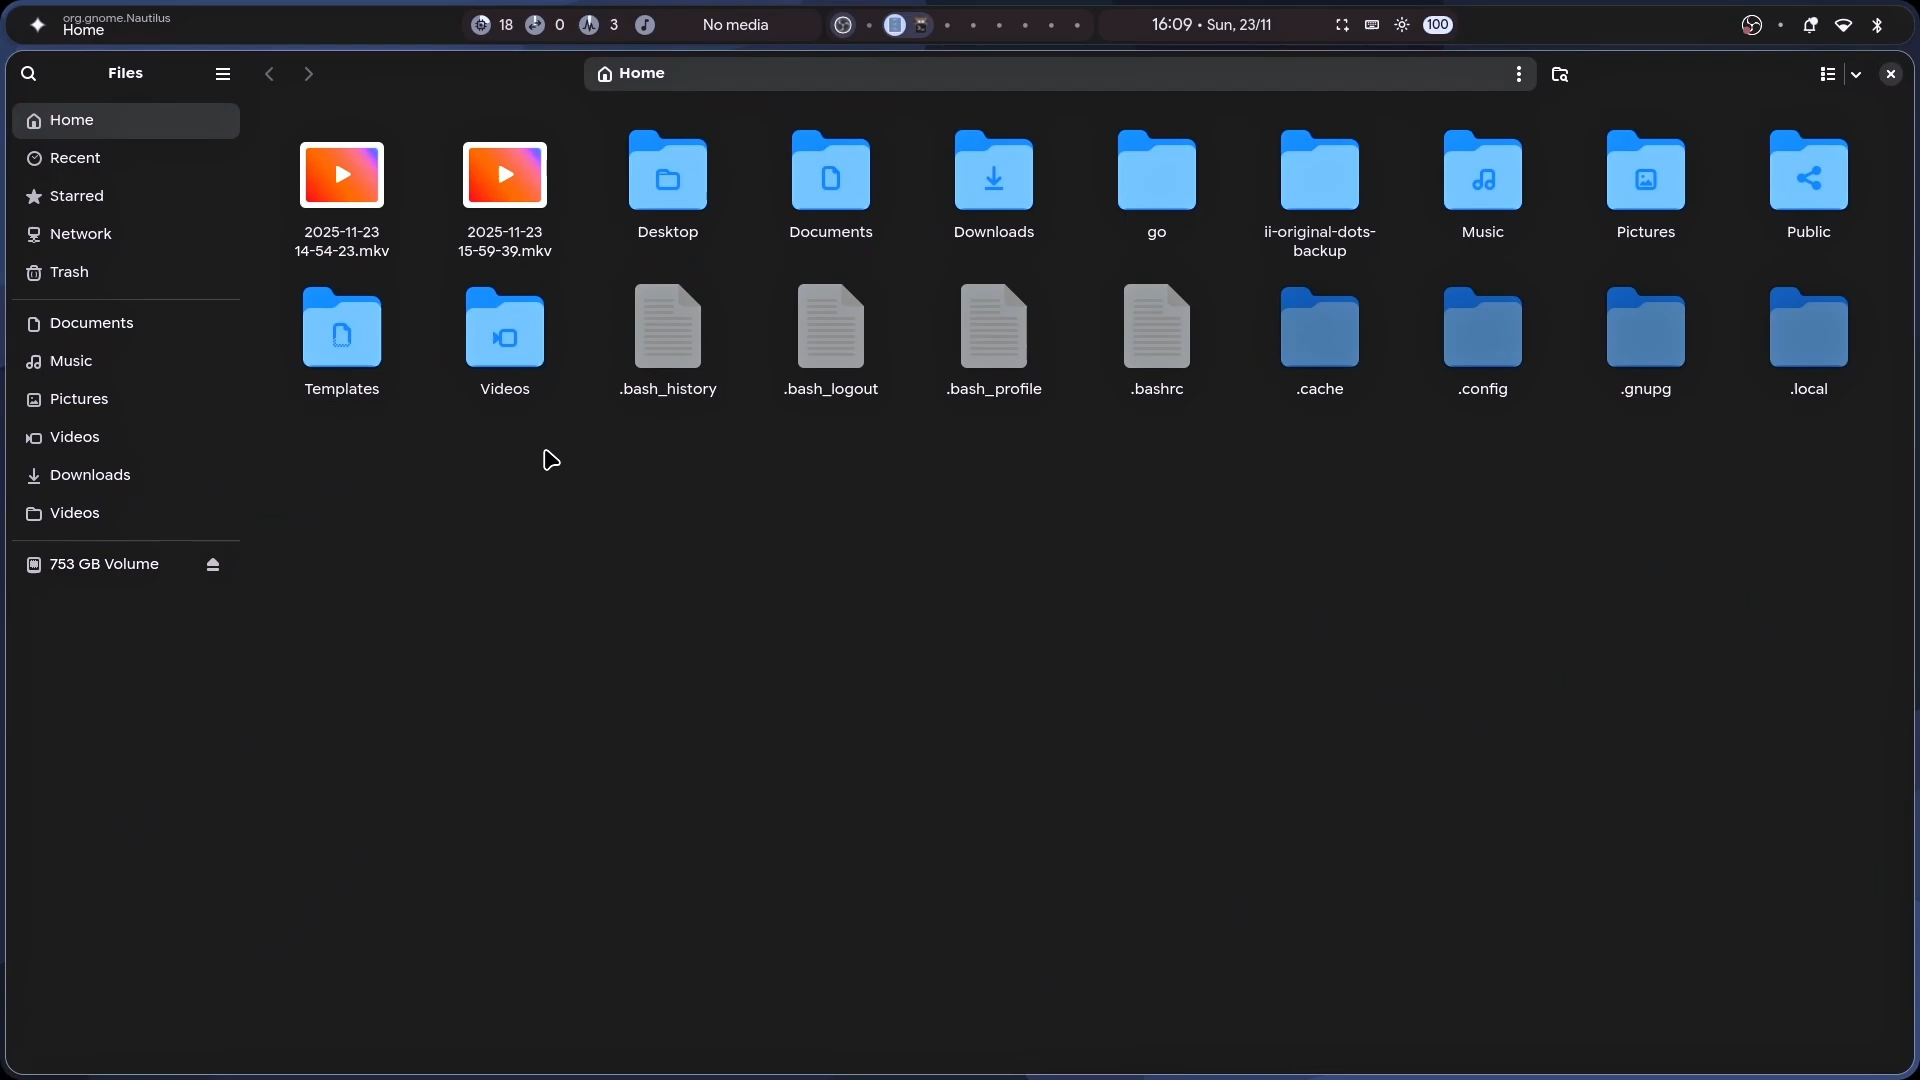 org.gnome.Nautilus
Home
18 0 3 No media
16:09 • Sun, 23/11
100
Files
Home
Home
Recent
Starred
Network
Trash
Documents
Music
Pictures
Videos
Downloads
Videos
753 GB Volume
2025-11-23
14-54-23.mkv
2025-11-23
15-59-39.mkv
Desktop
Documents
Downloads
go
ii-original-dots-
backup
Music
Pictures
Public
Templates
Videos
.bash_history
.bash_logout
.bash_profile
.bashrc
.cache
.config
.gnupg
.local